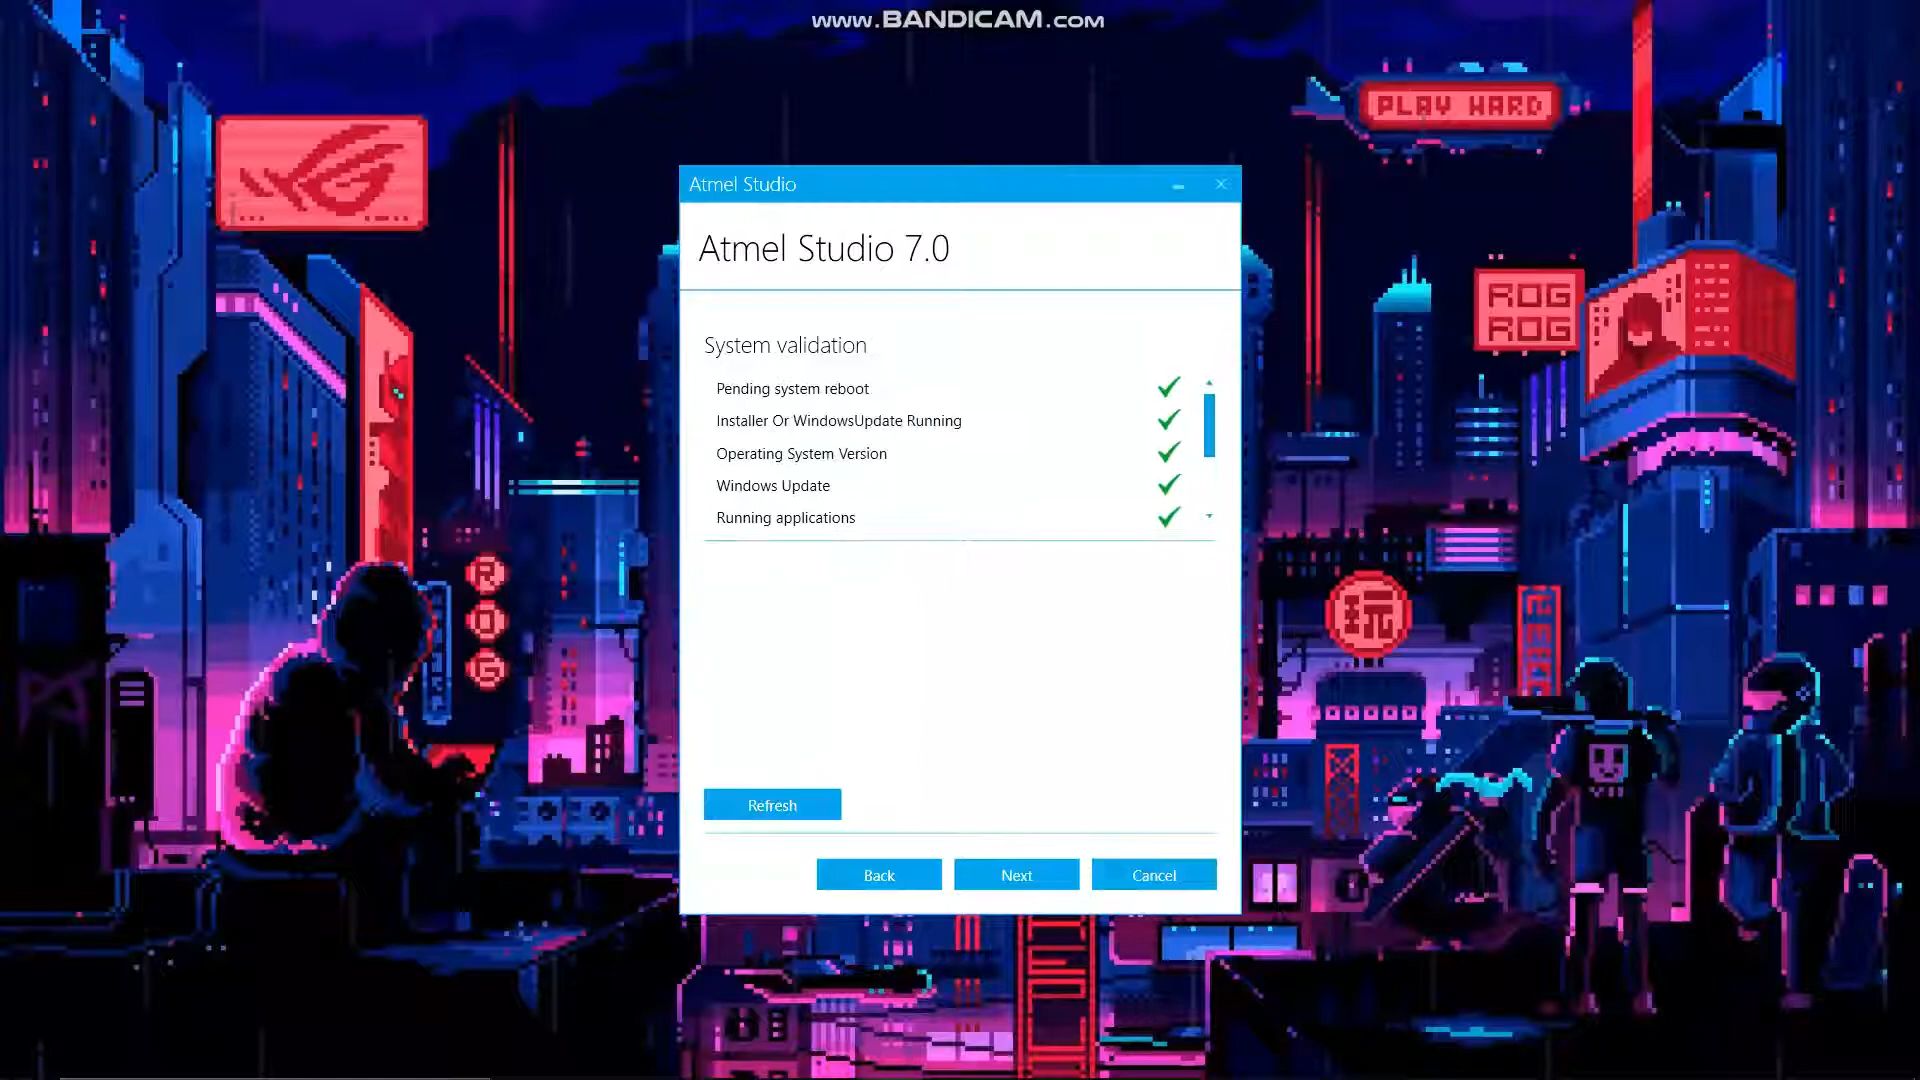 www.BANDICAM.com
PLAY HARD
Atmel Studio
Atmel Studio 7.0
ROG
ROG
System validation
Pending system reboot
Installer Or WindowsUpdate Running
Operating System Version
Windows Update
Running applications
R
O
G
玩
Refresh
Back
Next
Cancel